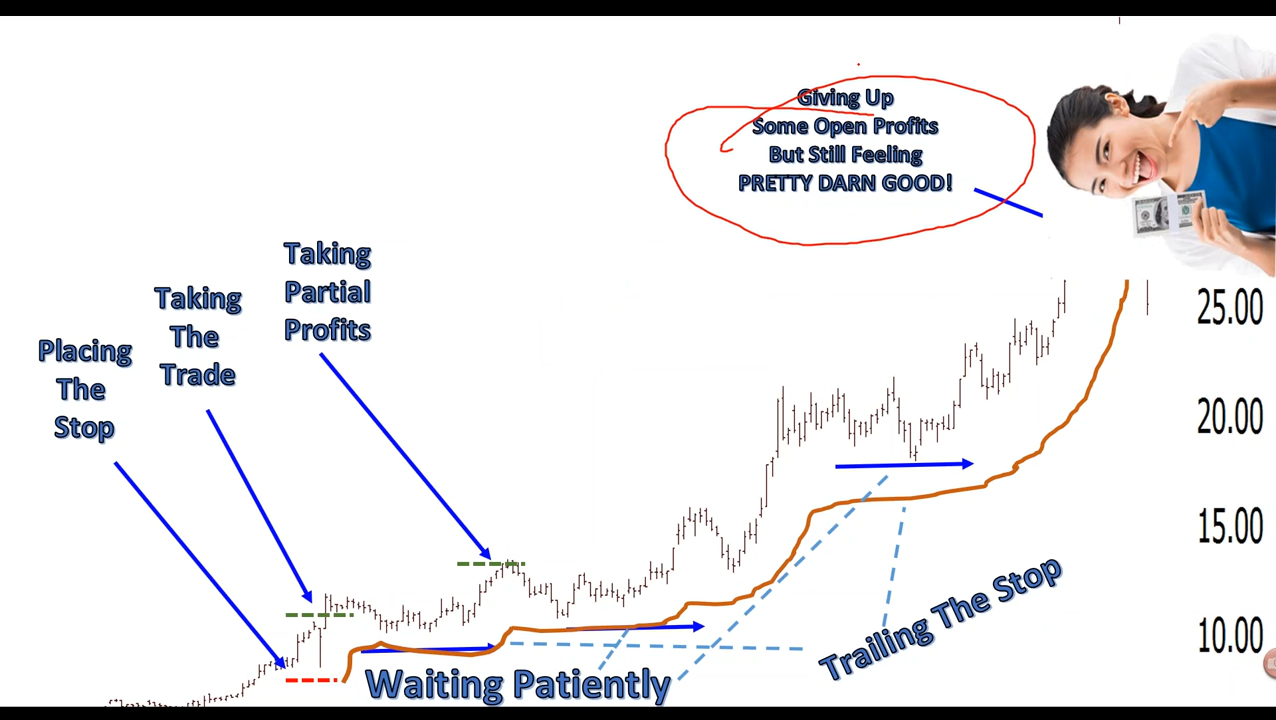 Giving Up
Some Open Profits
But Still Feeling
PRETTY DARN GOOD!
Taking
Partial
Profits
Taking
The
Trade
Placing
The
Stop
25.00
20.00
15.00
10.00
Trailing The Stop
Waiting Patiently